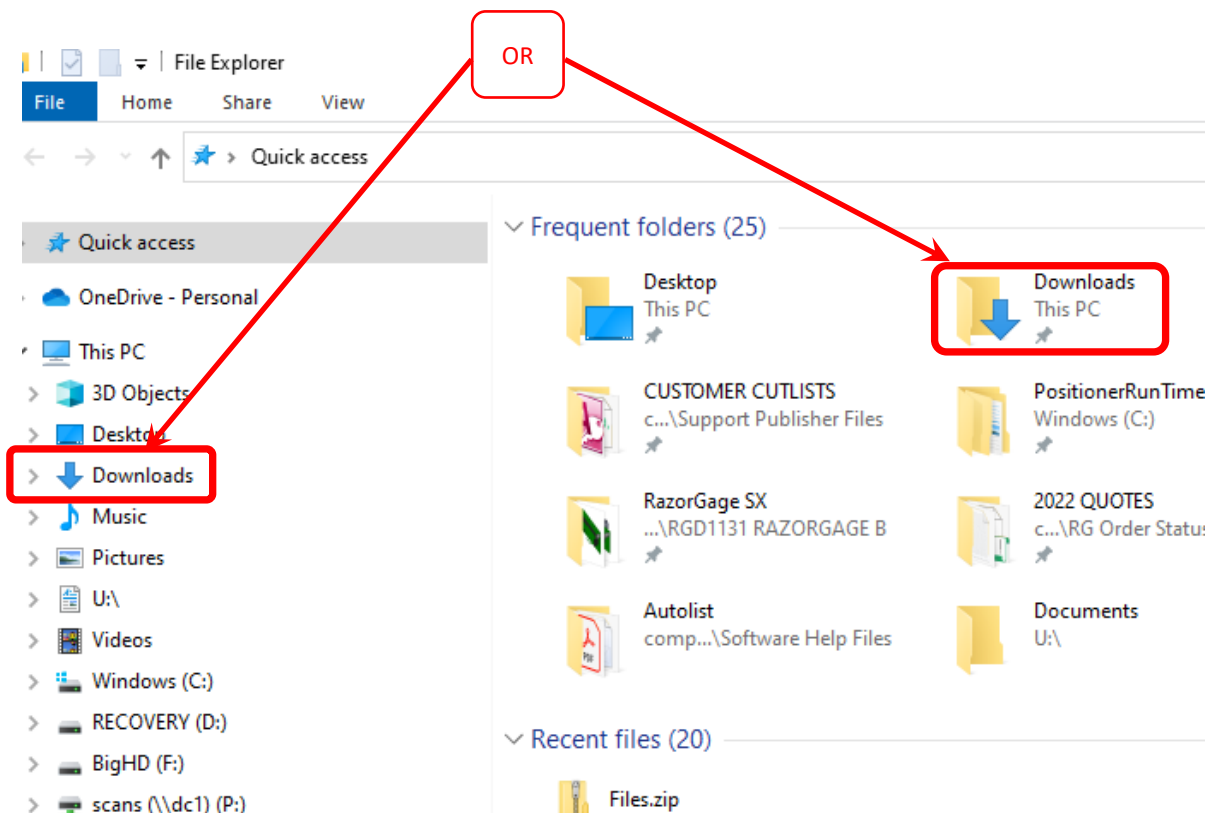 OR
File Explorer
File Home Share View
Quick access
Quick access
OneDrive - Personal
This PC
3D Objects
Desktop
Downloads
Music
Pictures
U:\
Videos
Windows (C:)
RECOVERY (D:)
BigHD (F:)
scans (\\dc1) (P:)
Frequent folders (25)
Desktop
This PC
Downloads
This PC
CUSTOMER CUTLISTS
c...\Support Publisher Files
PositionerRunTime
Windows (C:)
RazorGage SX
...\RGD1131 RAZORGAGE B
2022 QUOTES
c...\RG Order Status
Autolist
comp...\Software Help Files
Documents
U:\
Recent files (20)
Files.zip